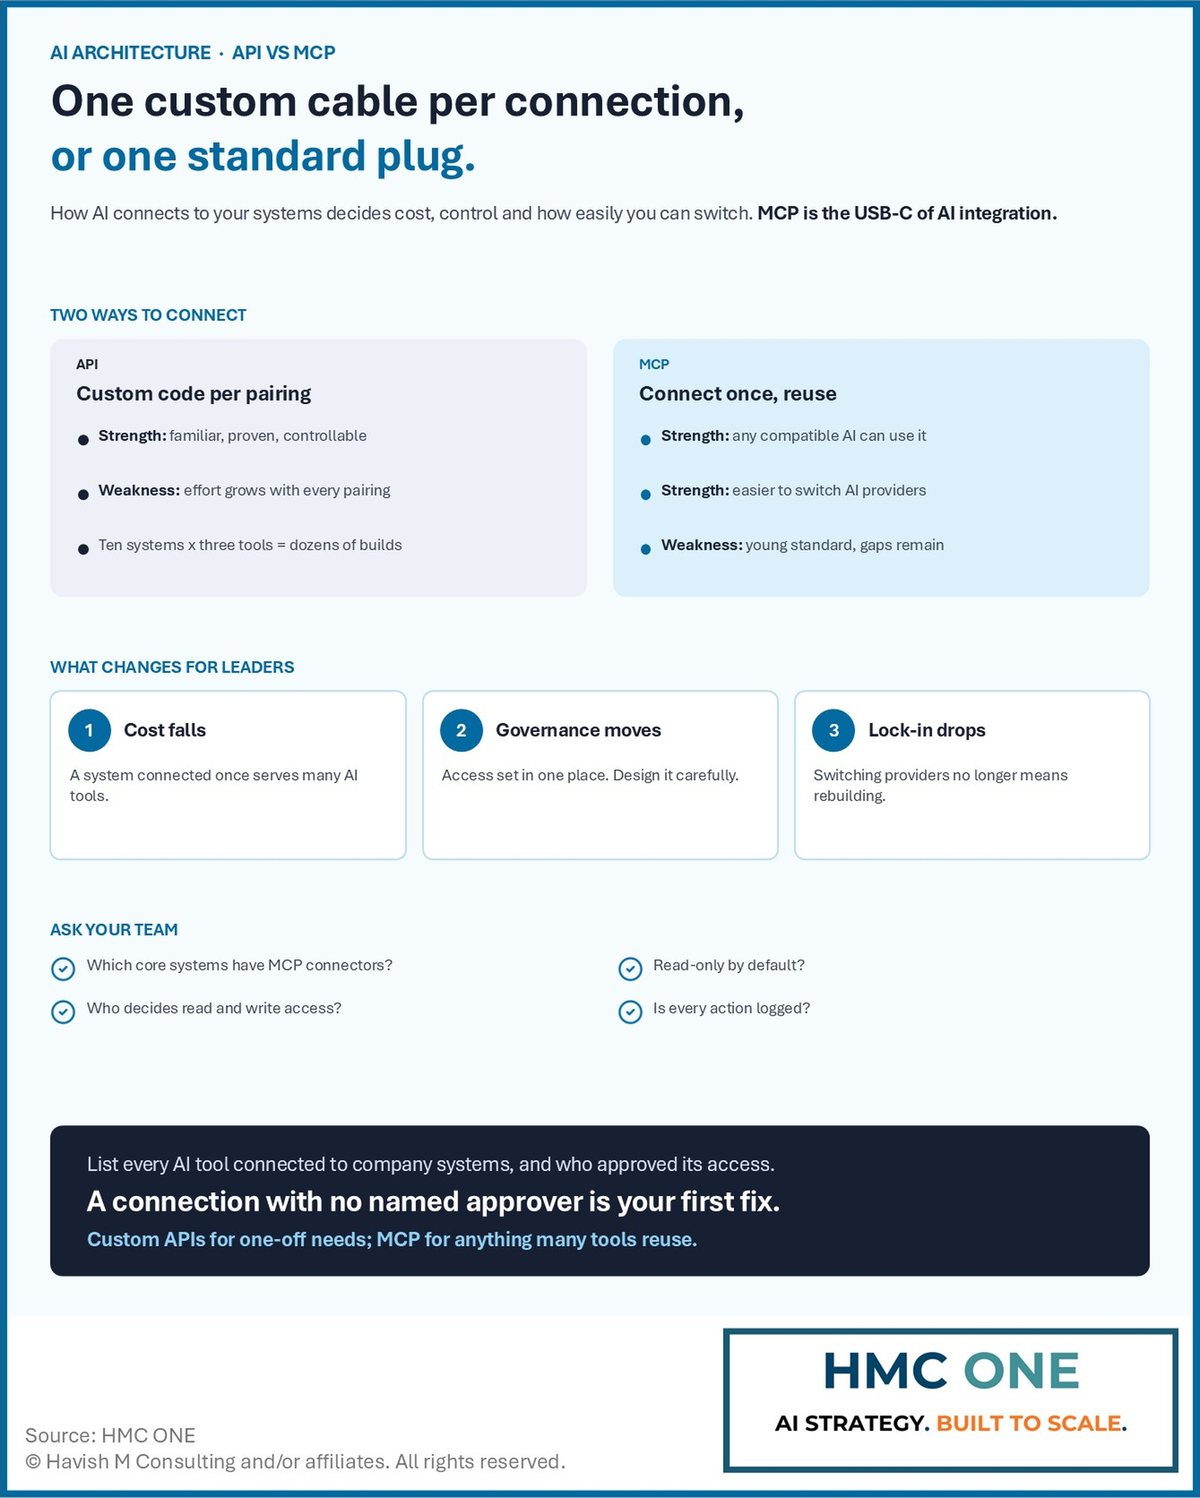 AI ARCHITECTURE · API VS MCP
One custom cable per connection,
or one standard plug.
How AI connects to your systems decides cost, control and how easily you can switch. MCP is the USB-C of AI integration.
TWO WAYS TO CONNECT
API
Custom code per pairing
Strength: familiar, proven, controllable
Weakness: effort grows with every pairing
Ten systems x three tools = dozens of builds
MCP
Connect once, reuse
Strength: any compatible AI can use it
Strength: easier to switch AI providers
Weakness: young standard, gaps remain
WHAT CHANGES FOR LEADERS
1 Cost falls
A system connected once serves many AI
tools.
2 Governance moves
Access set in one place. Design it carefully.
3 Lock-in drops
Switching providers no longer means
rebuilding.
ASK YOUR TEAM
Which core systems have MCP connectors?
Who decides read and write access?
Read-only by default?
Is every action logged?
List every AI tool connected to company systems, and who approved its access.
A connection with no named approver is your first fix.
Custom APIs for one-off needs; MCP for anything many tools reuse.
HMC ONE
AI STRATEGY. BUILT TO SCALE.
Source: HMC ONE
© Havish M Consulting and/or affiliates. All rights reserved.